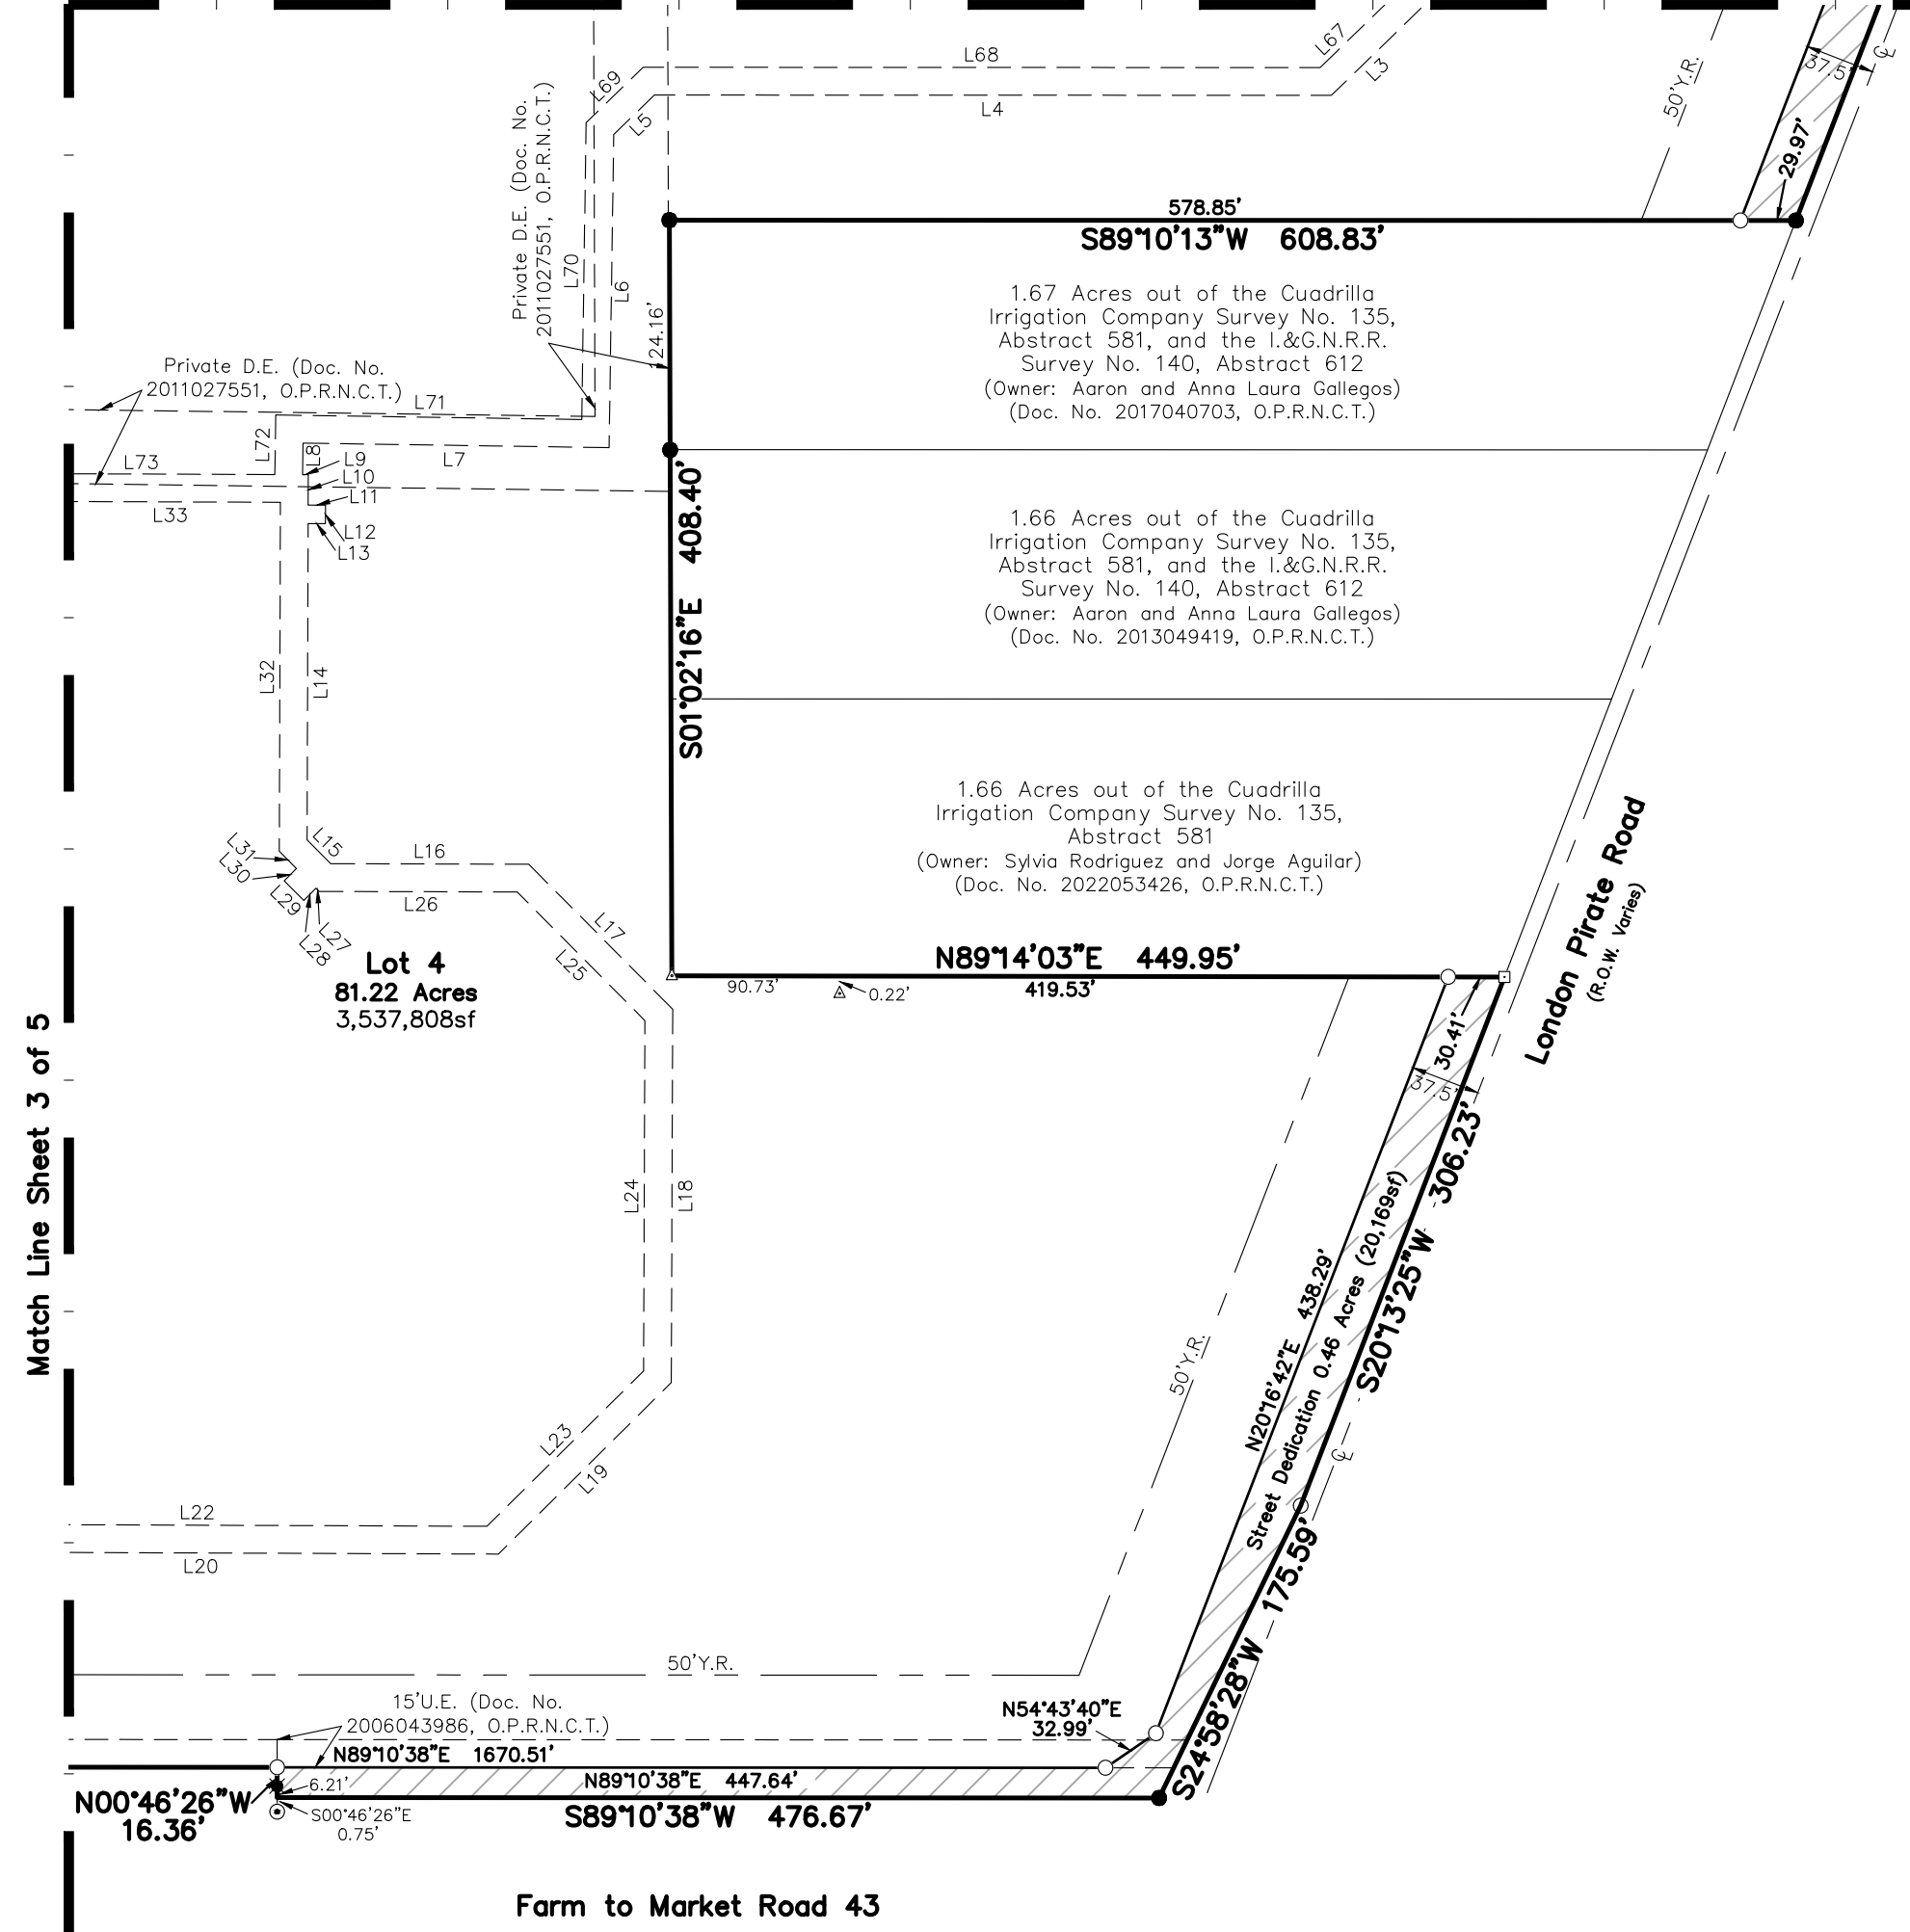 L68
L67
L3
L69
L5
L4
50'Y.R.
37.5'
℄
29.97'
Private D.E. (Doc. No.
2011027551, O.P.R.N.C.T.)
L70
L6
24.16'
578.85'
S89°10'13"W 608.83'
1.67 Acres out of the Cuadrilla
Irrigation Company Survey No. 135,
Abstract 581, and the I.&G.N.R.R.
Survey No. 140, Abstract 612
(Owner: Aaron and Anna Laura Gallegos)
(Doc. No. 2017040703, O.P.R.N.C.T.)
Private D.E. (Doc. No.
2011027551, O.P.R.N.C.T.)
L71
L72
L8
L7
L73
L9
L10
L11
L12
L13
L33
S01°02'16"E 408.40'
1.66 Acres out of the Cuadrilla
Irrigation Company Survey No. 135,
Abstract 581, and the I.&G.N.R.R.
Survey No. 140, Abstract 612
(Owner: Aaron and Anna Laura Gallegos)
(Doc. No. 2013049419, O.P.R.N.C.T.)
L32
L14
1.66 Acres out of the Cuadrilla
Irrigation Company Survey No. 135,
Abstract 581
(Owner: Sylvia Rodriguez and Jorge Aguilar)
(Doc. No. 2022053426, O.P.R.N.C.T.)
L31
L30
L15
L16
L29
L26
L27
L28
L17
L25
Lot 4
81.22 Acres
3,537,808sf
N89°14'03"E 449.95'
90.73'
0.22'
419.53'
London Pirate Road
(R.O.W. Varies)
30.41'
37.5'
Match Line Sheet 3 of 5
L24
L18
N20°16'42"E 438.29'
Street Dedication 0.46 Acres (20,169sf)
S20°13'25"W 306.23'
50'Y.R.
℄
L23
L19
L22
L20
S24°58'28"W 175.59'
50'Y.R.
15'U.E. (Doc. No.
2006043986, O.P.R.N.C.T.)
N54°43'40"E
32.99'
N89°10'38"E 1670.51'
N89°10'38"E 447.64'
6.21'
N00°46'26"W
16.36'
S00°46'26"E
0.75'
S89°10'38"W 476.67'
Farm to Market Road 43